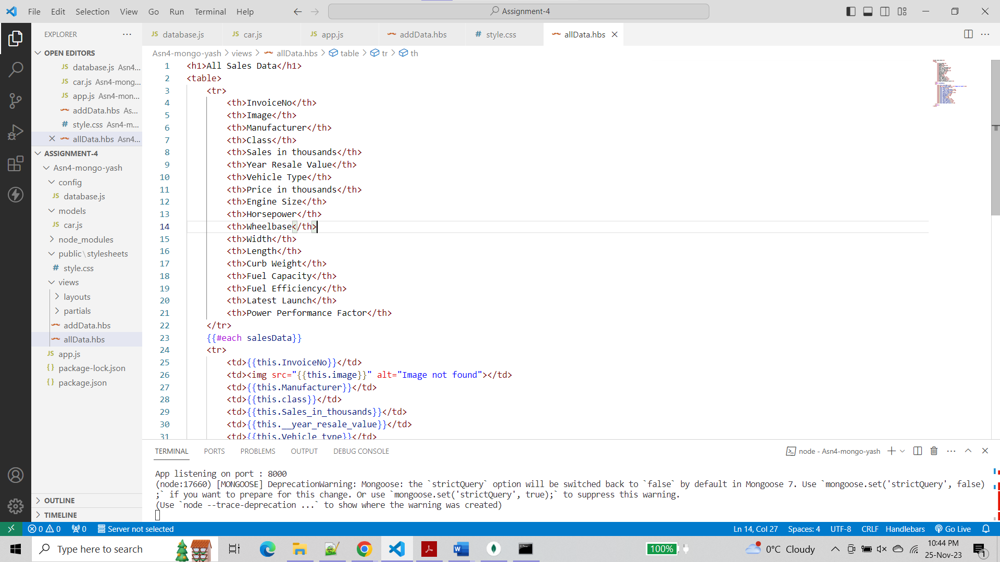 File Edit Selection View Go Run Terminal Help
Assignment-4
EXPLORER
OPEN EDITORS
JS database.js Asn4...
JS car.js Asn4-mong...
JS app.js Asn4-mon...
addData.hbs As...
# style.css Asn4-m...
allData.hbs Asn4...
ASSIGNMENT-4
Asn4-mongo-yash
config
JS database.js
models
JS car.js
node_modules
public\stylesheets
# style.css
views
layouts
partials
addData.hbs
allData.hbs
JS app.js
{} package-lock.json
{} package.json
OUTLINE
TIMELINE
JS database.js JS car.js JS app.js addData.hbs # style.css allData.hbs
Asn4-mongo-yash > views > allData.hbs > table > tr > th
1 <h1>All Sales Data</h1>
2 <table>
3 <tr>
4 <th>InvoiceNo</th>
5 <th>Image</th>
6 <th>Manufacturer</th>
7 <th>Class</th>
8 <th>Sales in thousands</th>
9 <th>Year Resale Value</th>
10 <th>Vehicle Type</th>
11 <th>Price in thousands</th>
12 <th>Engine Size</th>
13 <th>Horsepower</th>
14 <th>Wheelbase</th>
15 <th>Width</th>
16 <th>Length</th>
17 <th>Curb Weight</th>
18 <th>Fuel Capacity</th>
19 <th>Fuel Efficiency</th>
20 <th>Latest Launch</th>
21 <th>Power Performance Factor</th>
22 </tr>
23 {{#each salesData}}
24 <tr>
25 <td>{{this.InvoiceNo}}</td>
26 <td><img src="{{this.image}}" alt="Image not found"></td>
27 <td>{{this.Manufacturer}}</td>
28 <td>{{this.class}}</td>
29 <td>{{this.Sales_in_thousands}}</td>
30 <td>{{this.__year_resale_value}}</td>
31 <td>{{this.Vehicle_type}}</td>
TERMINAL PORTS PROBLEMS OUTPUT DEBUG CONSOLE
node - Asn4-mongo-yash
App listening on port : 8000
(node:17660) [MONGOOSE] DeprecationWarning: Mongoose: the `strictQuery` option will be switched back to `false` by default in Mongoose 7. Use `mongoose.set('strictQuery', false)
;` if you want to prepare for this change. Or use `mongoose.set('strictQuery', true);` to suppress this warning.
(Use `node --trace-deprecation ...` to show where the warning was created)
0 0 0 Server not selected
Ln 14, Col 27 Spaces: 4 UTF-8 CRLF Handlebars Go Live
Type here to search
100%
0°C Cloudy
10:44 PM
25-Nov-23
1